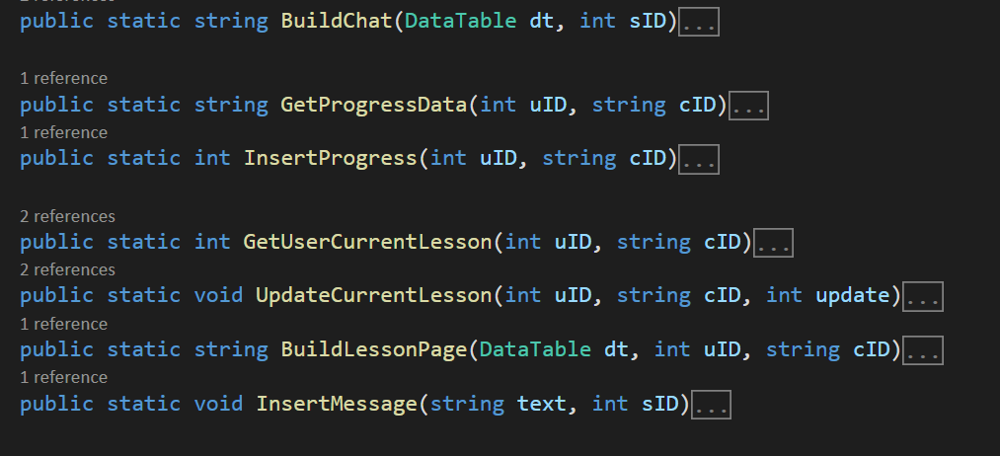 public static string BuildChat(DataTable dt, int sID)...
1 reference
public static string GetProgressData(int uID, string cID)...
1 reference
public static int InsertProgress(int uID, string cID)...
2 references
public static int GetUserCurrentLesson(int uID, string cID)...
2 references
public static void UpdateCurrentLesson(int uID, string cID, int update)...
1 reference
public static string BuildLessonPage(DataTable dt, int uID, string cID)...
1 reference
public static void InsertMessage(string text, int sID)...